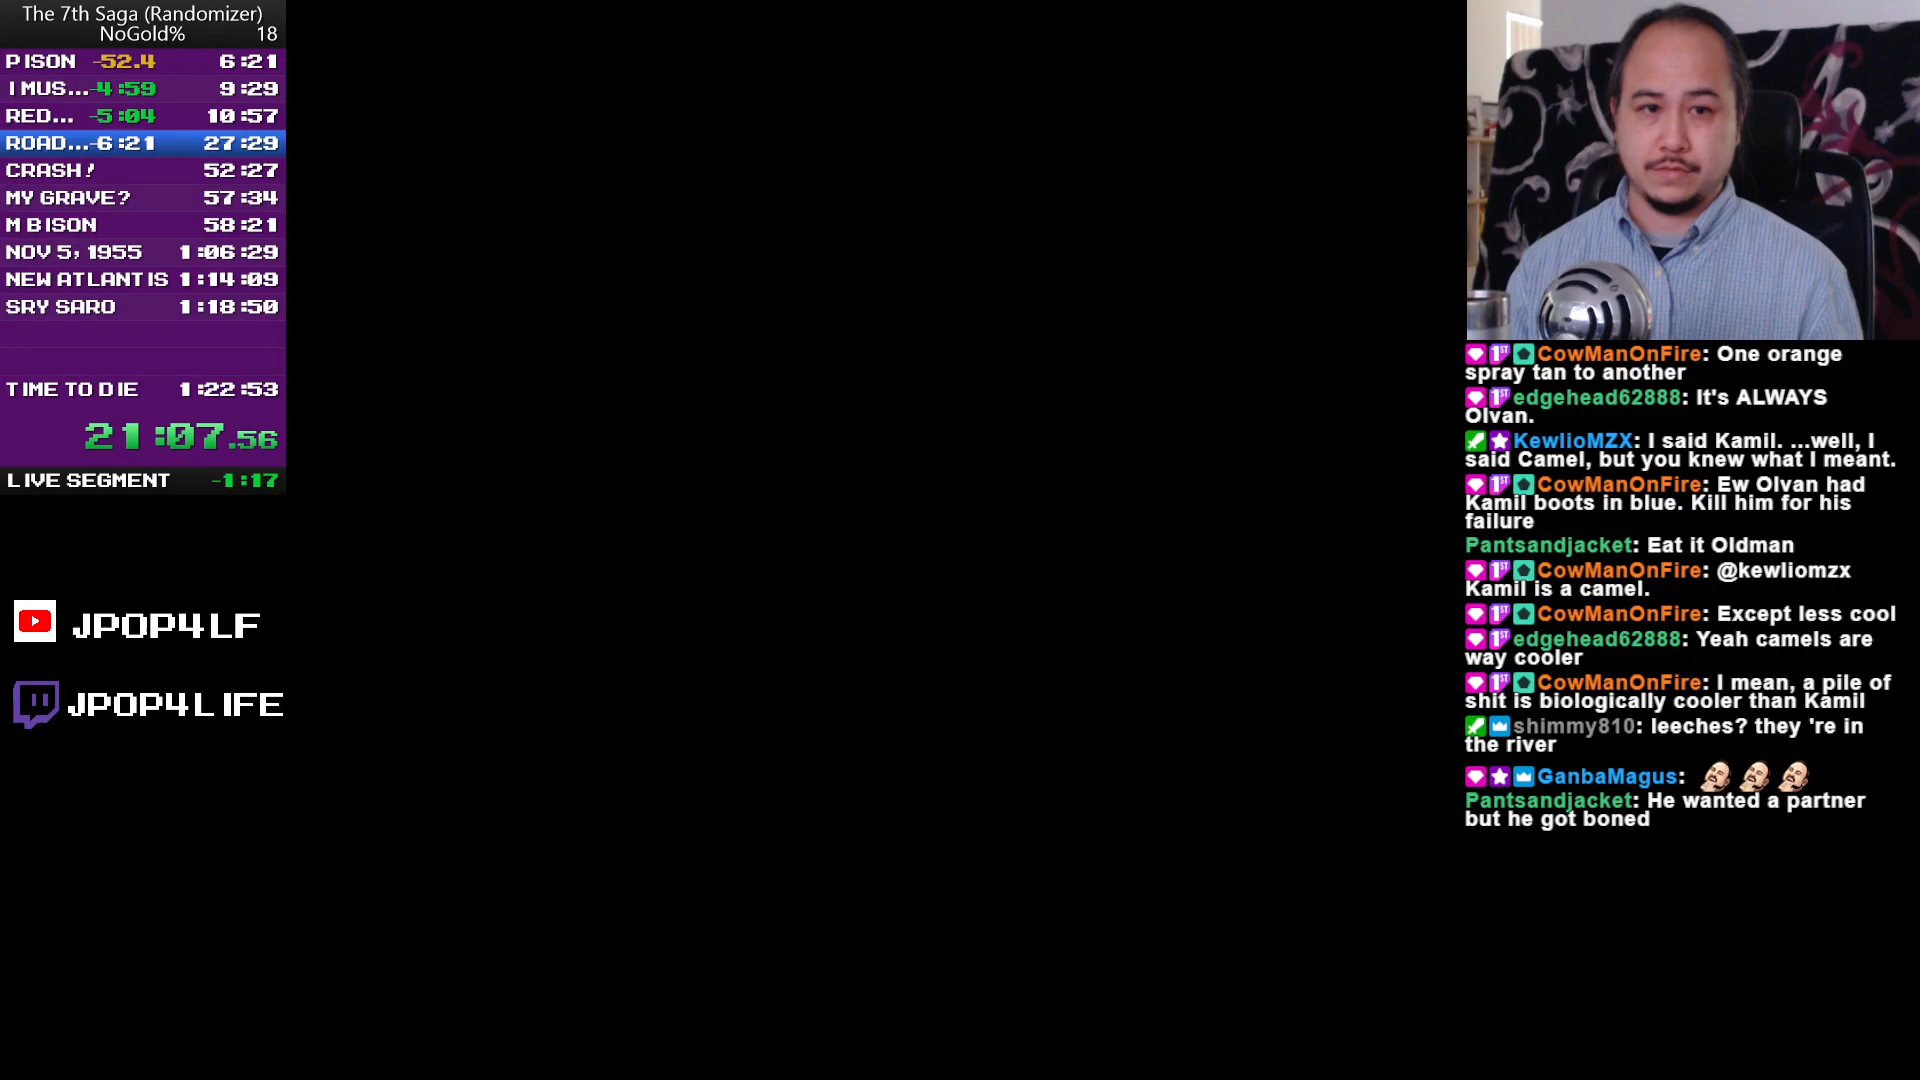 The 7th Saga (Randomizer)
NoGold% 18
PISON -52.4 6:21
I MUS... -4:59 9:29
RED... -5:04 10:57
ROAD... -6:21 27:29
CRASH! 52:27
MY GRAVE? 57:34
M BISON 58:21
NOV 5, 1955 1:06:29
NEW ATLANTIS 1:14:09
SRY SARO 1:18:50
TIME TO DIE 1:22:53
21:07.56
LIVE SEGMENT -1:17
JPOP4LF
JPOP4LIFE
1ST CowManOnFire: One orange
spray tan to another
1ST edgehead62888: It's ALWAYS
Olvan.
KewlioMZX: I said Kamil. ...well, I
said Camel, but you knew what I meant.
1ST CowManOnFire: Ew Olvan had
Kamil boots in blue. Kill him for his
failure
Pantsandjacket: Eat it Oldman
1ST CowManOnFire: @kewliomzx
Kamil is a camel.
1ST CowManOnFire: Except less cool
1ST edgehead62888: Yeah camels are
way cooler
1ST CowManOnFire: I mean, a pile of
shit is biologically cooler than Kamil
shimmy810: leeches? they 're in
the river
GanbaMagus:
Pantsandjacket: He wanted a partner
but he got boned